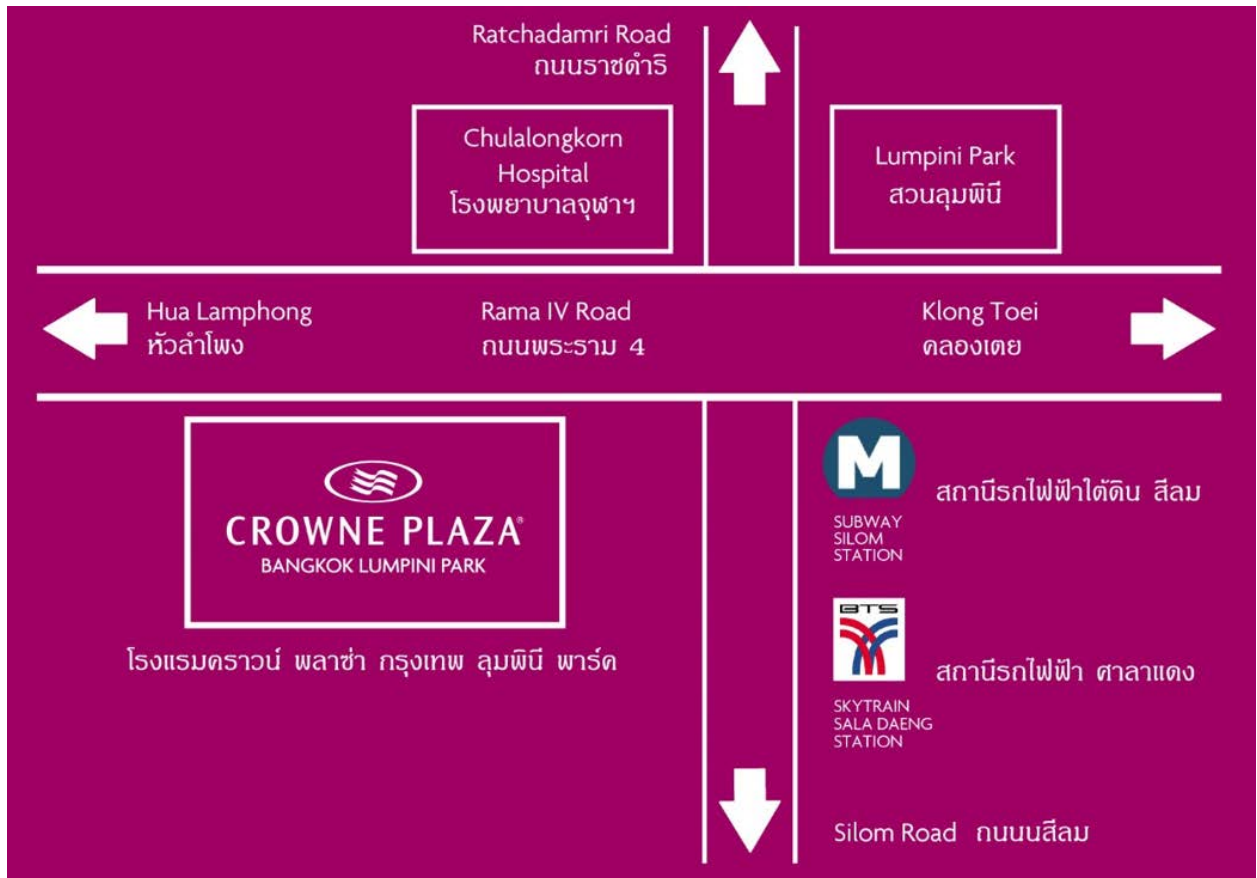 Ratchadamri Road
ถนนราชดำริ
Chulalongkorn
Hospital
โรงพยาบาลจุฬาฯ
Lumpini Park
สวนลุมพินี
Hua Lamphong
หัวลำโพง
Rama IV Road
ถนนพระราม 4
Klong Toei
คลองเตย
CROWNE PLAZA®
BANGKOK LUMPINI PARK
โรงแรมคราวน์ พลาซ่า กรุงเทพ ลุมพินี พาร์ค
M
สถานีรถไฟฟ้าใต้ดิน สีลม
SUBWAY
SILOM
STATION
BTS
สถานีรถไฟฟ้า ศาลาแดง
SKYTRAIN
SALA DAENG
STATION
Silom Road ถนนนสีลม